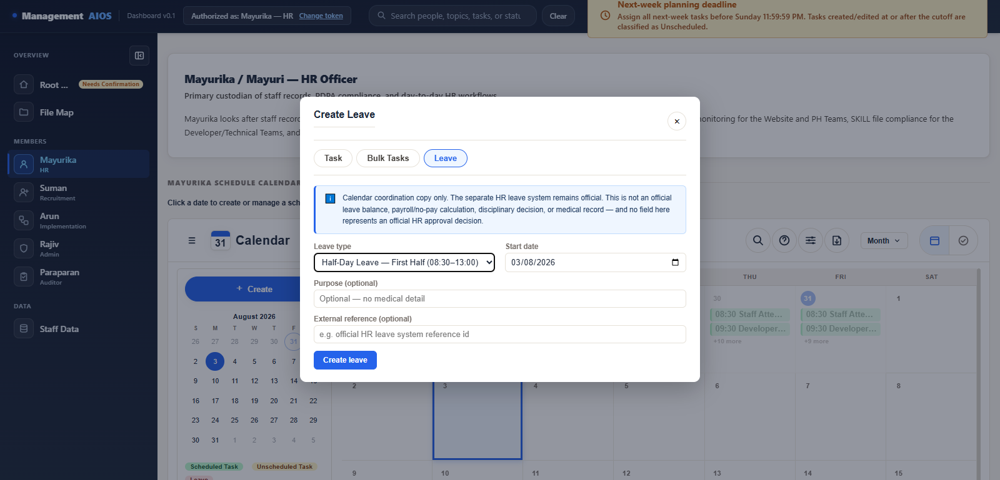 Management AIOS
Dashboard v0.1
Authorized as: Mayurika — HR Change token
Search people, topics, tasks, or statu
Clear
Next-week planning deadline
Assign all next-week tasks before Sunday 11:59:59 PM. Tasks created/edited at or after the cutoff are
classified as Unscheduled.
OVERVIEW
Root ... Needs Confirmation
File Map
MEMBERS
Mayurika
HR
Suman
Recruitment
Arun
Implementation
Rajiv
Admin
Paraparan
Auditor
DATA
Staff Data
Mayurika / Mayuri — HR Officer
Primary custodian of staff records, PDPA compliance, and day-to-day HR workflows.
Mayurika looks after staff record
onitoring for the Website and PH Teams, SKILL file compliance for the
Developer/Technical Teams, and
MAYURIKA SCHEDULE CALENDAR
Click a date to create or manage a sch
31 Calendar
Month
+ Create
August 2026
S M T W T F
26 27 28 29 30 31
2 3 4 5 6 7
9 10 11 12 13 14
16 17 18 19 20 21 22
23 24 25 26 27 28 29
30 31 1 2 3 4 5
Scheduled Task Unscheduled Task
Leave
Create Leave
×
Task Bulk Tasks Leave
i
Calendar coordination copy only. The separate HR leave system remains official. This is not an official
leave balance, payroll/no-pay calculation, disciplinary decision, or medical record — and no field here
represents an official HR approval decision.
Leave type
Half-Day Leave — First Half (08:30–13:00)
Start date
03/08/2026
Purpose (optional)
Optional — no medical detail
External reference (optional)
e.g. official HR leave system reference id
Create leave
THU FRI SAT
30 31 1
08:30 Staff Atte... 08:30 Staff Atte...
09:30 Developer... 09:30 Developer...
+10 more +9 more
2 3 4 5 6 7 8
9 10 11 12 13 14 15